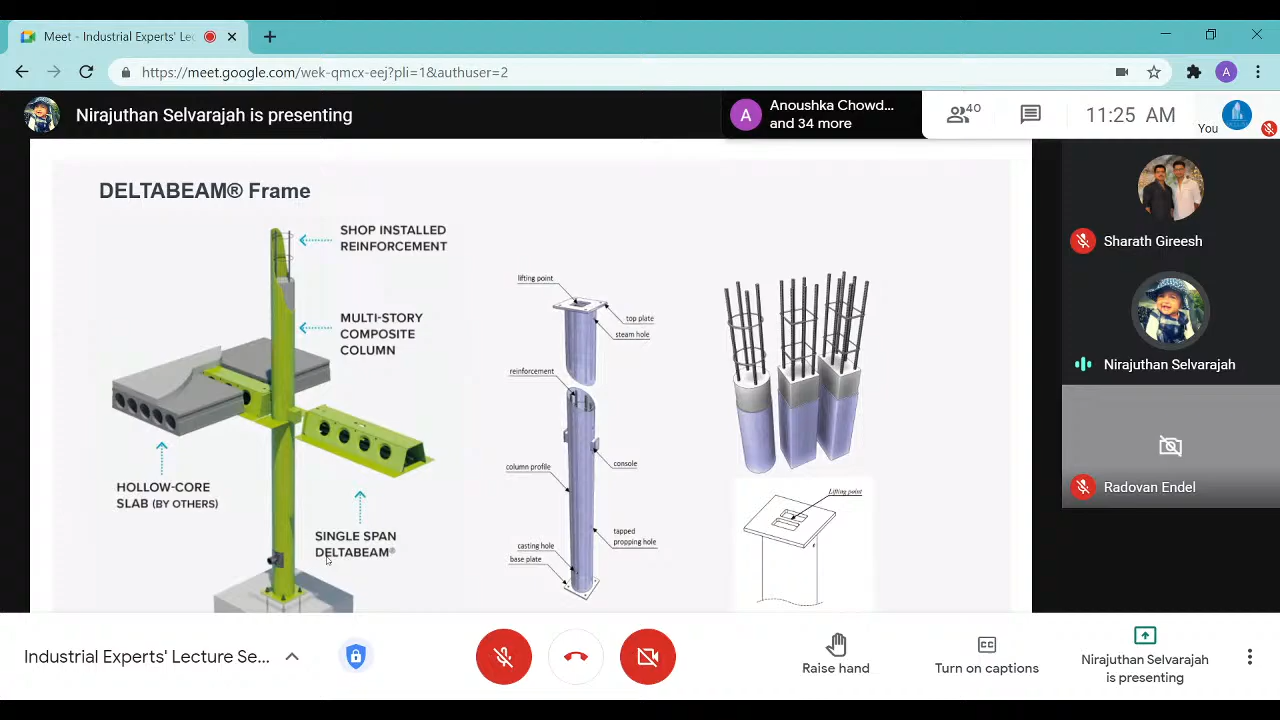 Meet - Industrial Experts' Le
https://meet.google.com/wek-qmcx-eej?pli=1&authuser=2
A
Nirajuthan Selvarajah is presenting
A
Anoushka Chowd...
and 34 more
40
11:25 AM
You
DELTABEAM® Frame
SHOP INSTALLED
REINFORCEMENT
MULTI-STORY
COMPOSITE
COLUMN
HOLLOW-CORE
SLAB (BY OTHERS)
SINGLE SPAN
DELTABEAM®
lifting point
top plate
steam hole
reinforcement
console
column profile
tapped
propping hole
casting hole
base plate
Lifting point
Sharath Gireesh
Nirajuthan Selvarajah
Radovan Endel
Industrial Experts' Lecture Se...
Raise hand
Turn on captions
Nirajuthan Selvarajah
is presenting